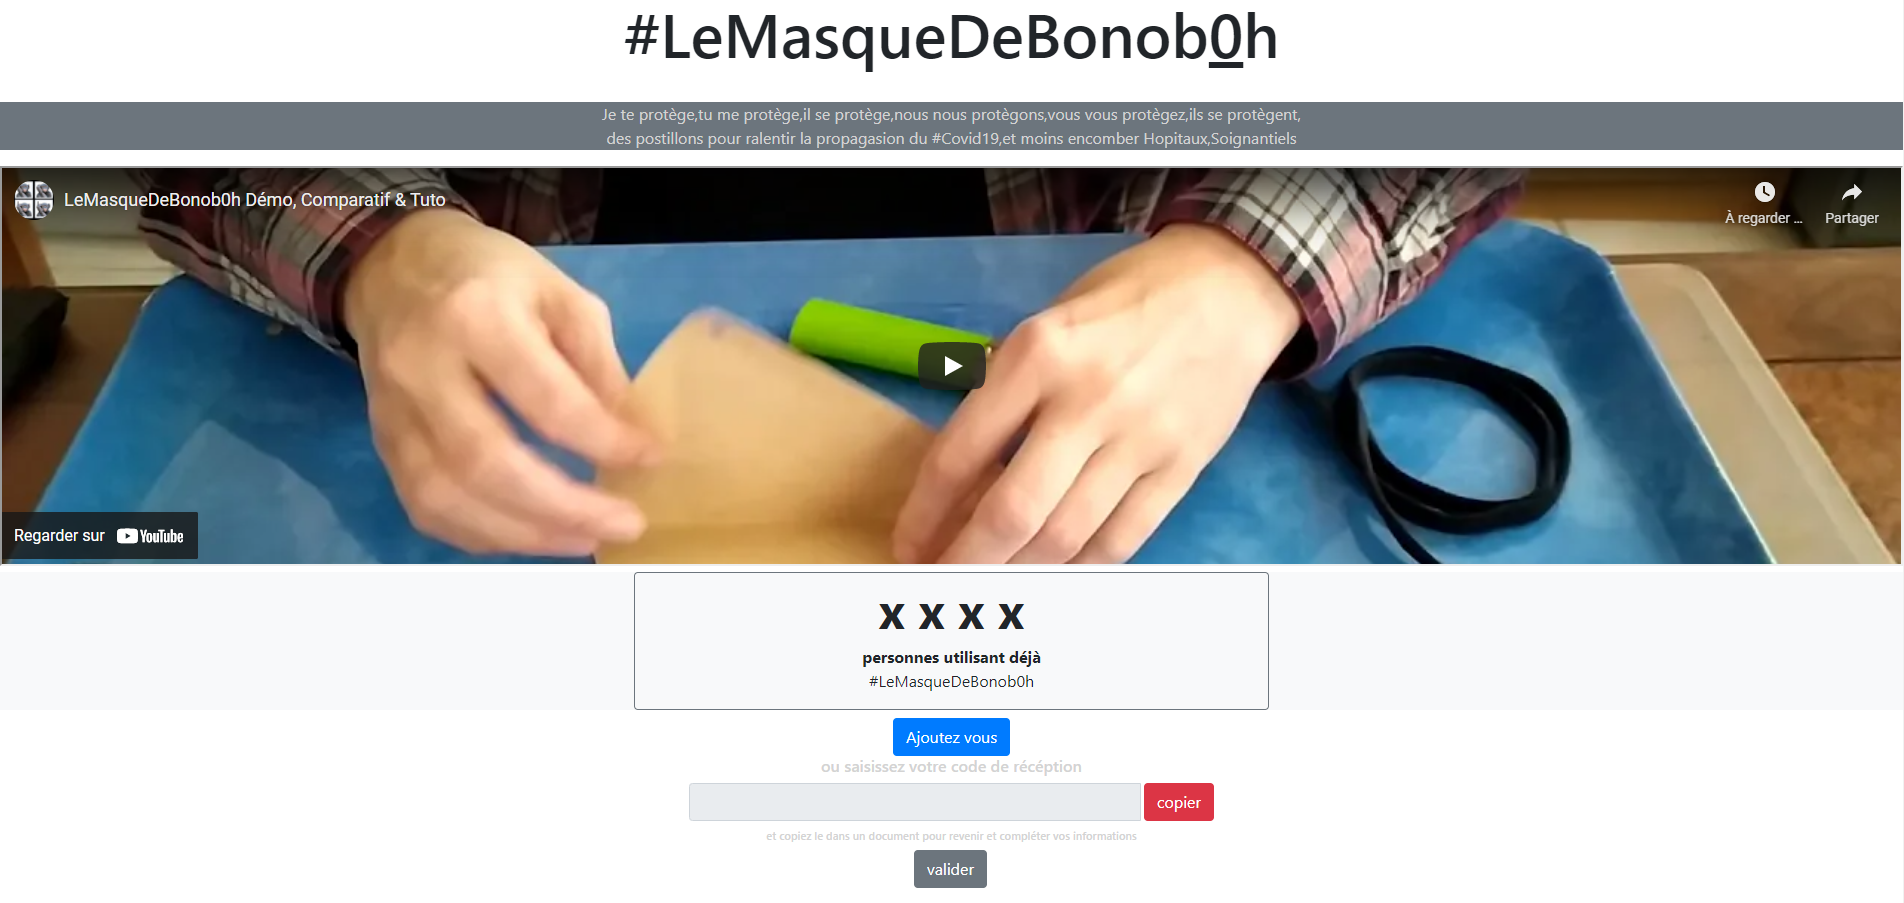 #LeMasqueDeBonob0h
Je te protège,tu me protège,il se protège,nous nous protègons,vous vous protègez,ils se protègent,
des postillons pour ralentir la propagasion du #Covid19,et moins encomber Hopitaux,Soignantiels
LeMasqueDeBonob0h Démo, Comparatif & Tuto
À regarder ...
Partager
Regarder sur YouTube
x x x x
personnes utilisant déjà
#LeMasqueDeBonob0h
Ajoutez vous
ou saisissez votre code de récéption
copier
et copiez le dans un document pour revenir et compléter vos informations
valider